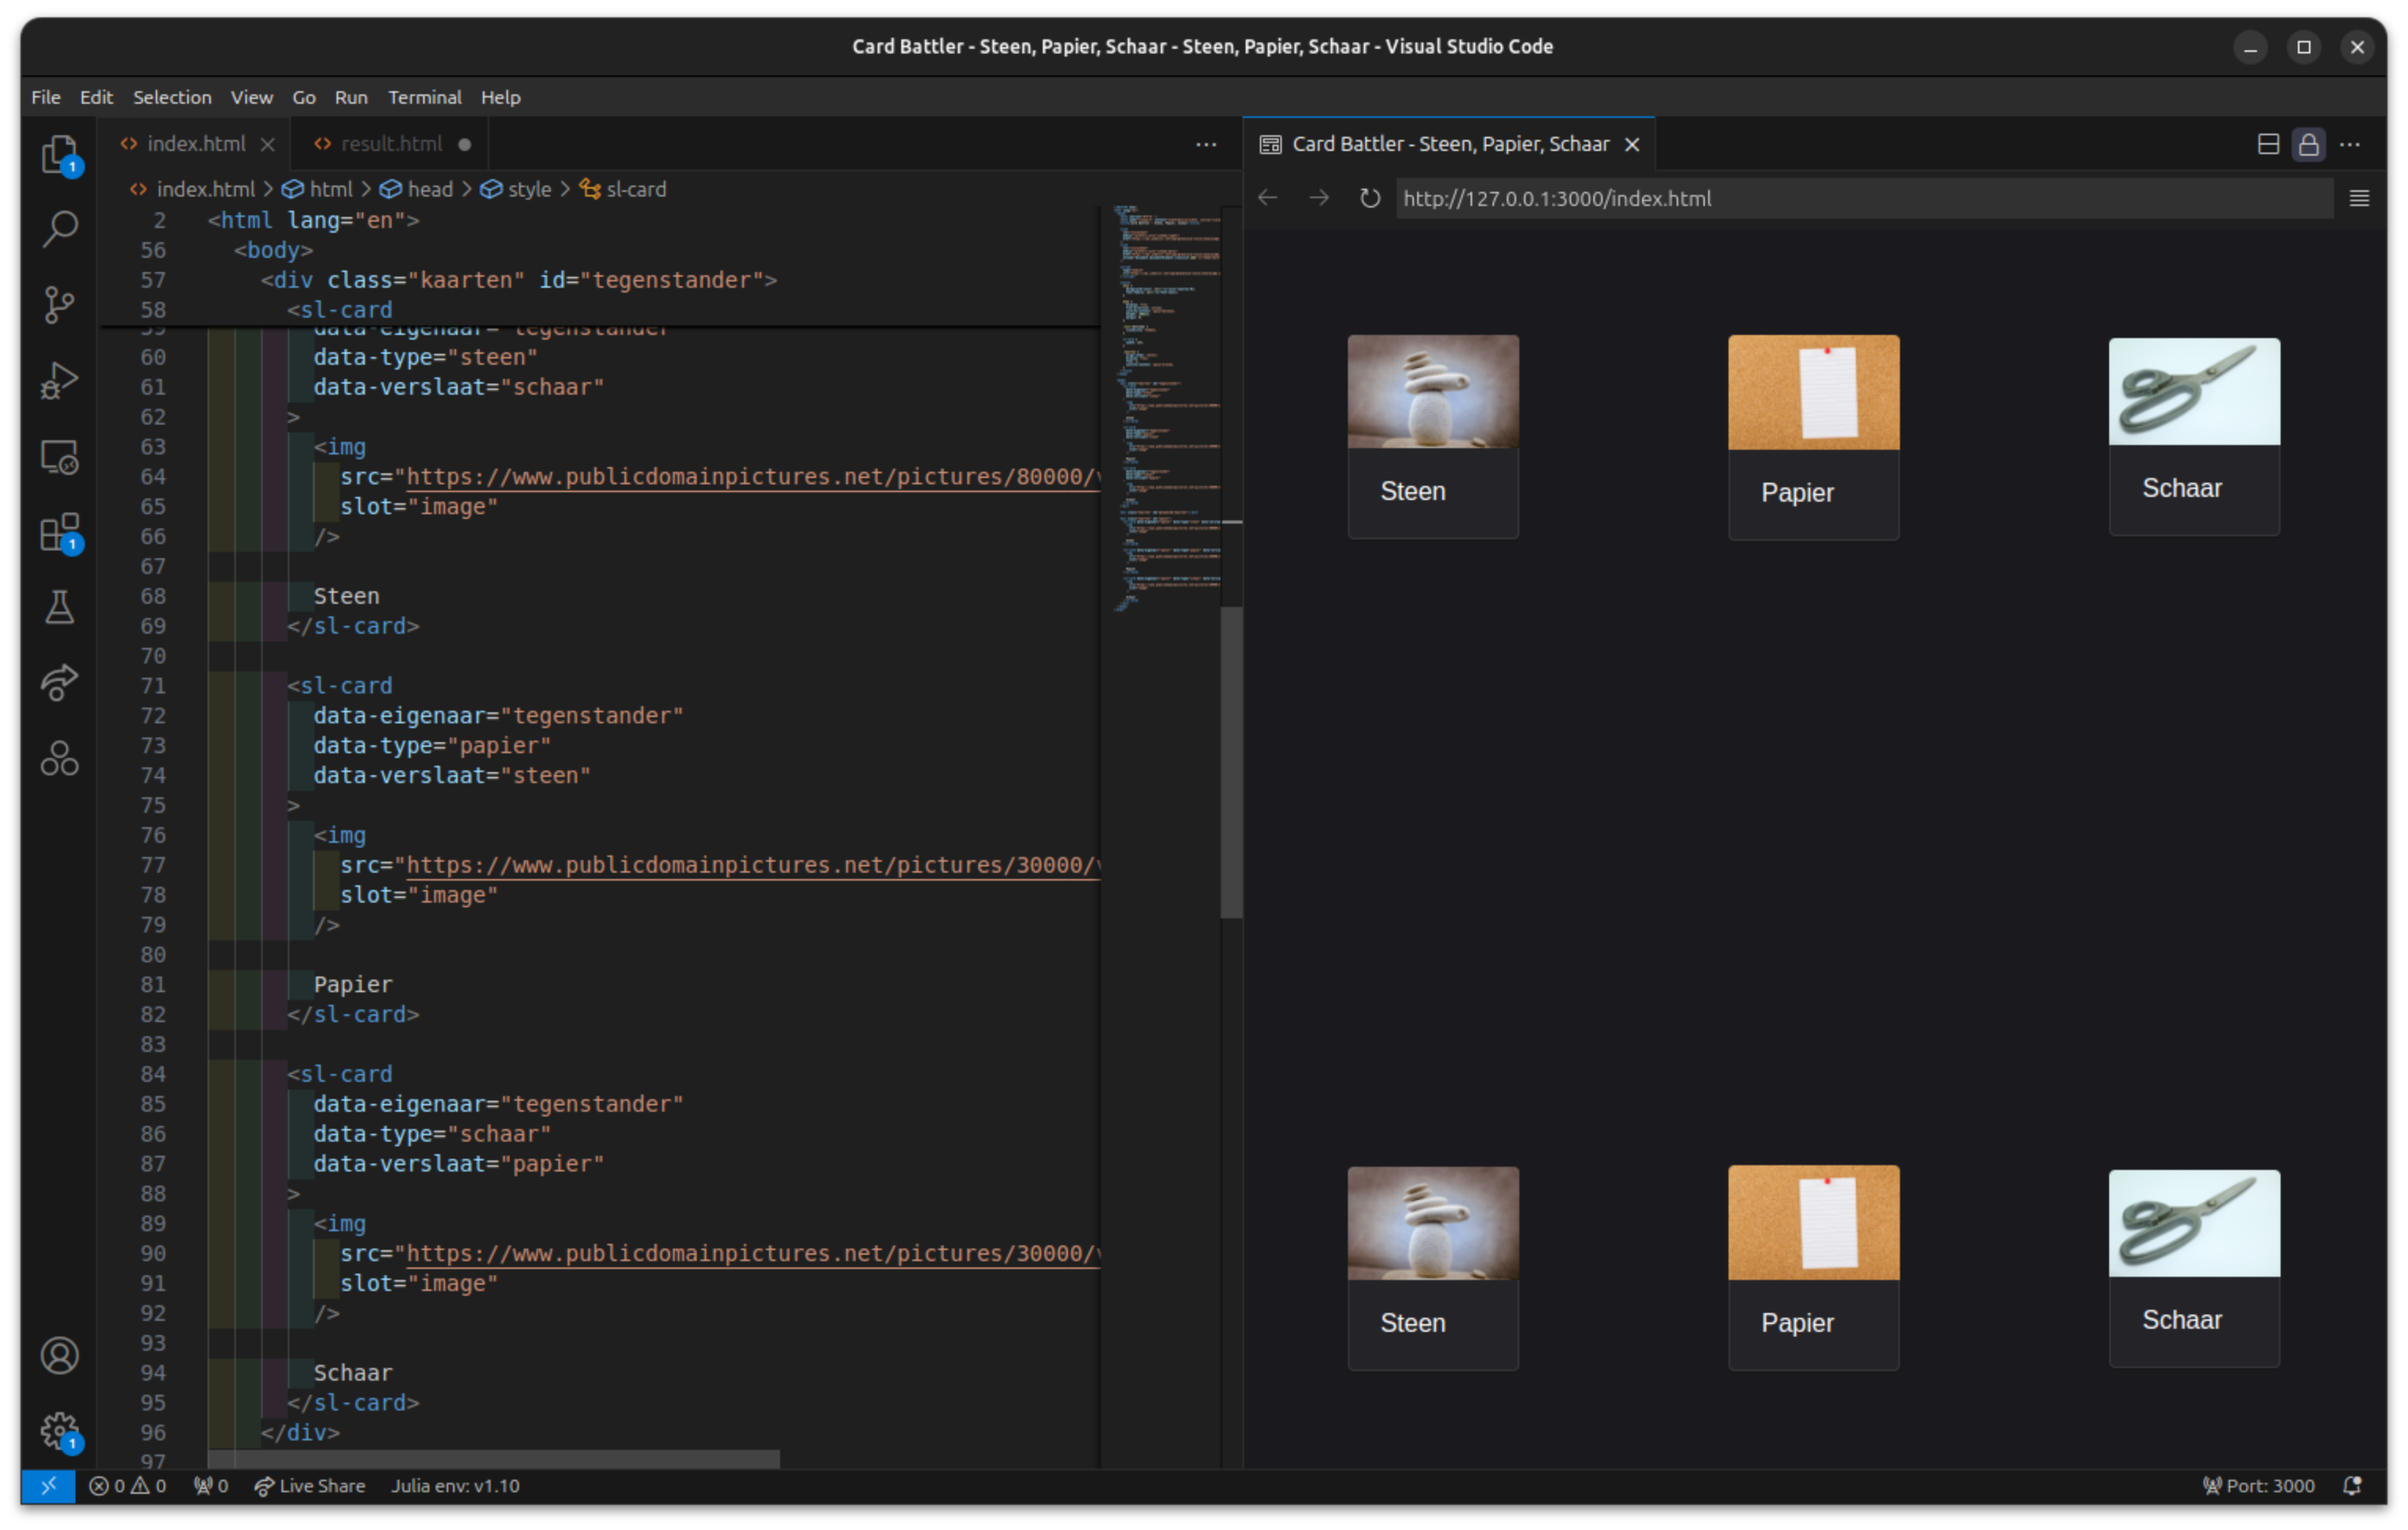 Card Battler - Steen, Papier, Schaar - Steen, Papier, Schaar - Visual Studio Code
File Edit Selection View Go Run Terminal Help
index.html
result.html
index.html > html > head > style > sl-card
2 <html lang="en">
56 <body>
57 <div class="kaarten" id="tegenstander">
58 <sl-card
59 data-eigenaar="tegenstander"
60 data-type="steen"
61 data-verslaat="schaar"
62 >
63 <img
64 src="https://www.publicdomainpictures.net/pictures/80000/
65 slot="image"
66 />
67
68 Steen
69 </sl-card>
70
71 <sl-card
72 data-eigenaar="tegenstander"
73 data-type="papier"
74 data-verslaat="steen"
75 >
76 <img
77 src="https://www.publicdomainpictures.net/pictures/30000/
78 slot="image"
79 />
80
81 Papier
82 </sl-card>
83
84 <sl-card
85 data-eigenaar="tegenstander"
86 data-type="schaar"
87 data-verslaat="papier"
88 >
89 <img
90 src="https://www.publicdomainpictures.net/pictures/30000/
91 slot="image"
92 />
93
94 Schaar
95 </sl-card>
96 </div>
97
Card Battler - Steen, Papier, Schaar
http://127.0.0.1:3000/index.html
Steen
Papier
Schaar
Steen
Papier
Schaar
1
1
1
0 0 0 Live Share Julia env: v1.10
Port: 3000